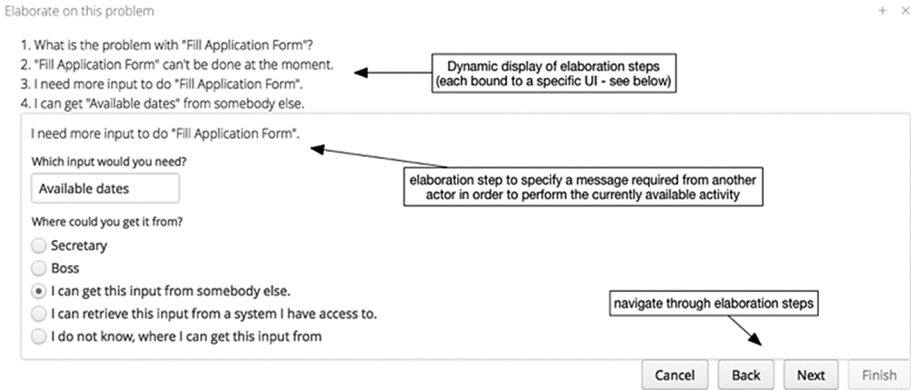 Elaborate on this problem
1. What is the problem with "Fill Application Form"?
2. "Fill Application Form" can't be done at the moment.
3. I need more input to do "Fill Application Form".
4. I can get "Available dates" from somebody else.
Dynamic display of elaboration steps
(each bound to a specific UI - see below)
I need more input to do "Fill Application Form".
Which input would you need?
Available dates
elaboration step to specify a message required from another
actor in order to perform the currently available activity
Where could you get it from?
Secretary
Boss
I can get this input from somebody else.
I can retrieve this input from a system I have access to.
I do not know, where I can get this input from
navigate through elaboration steps
Cancel
Back
Next
Finish